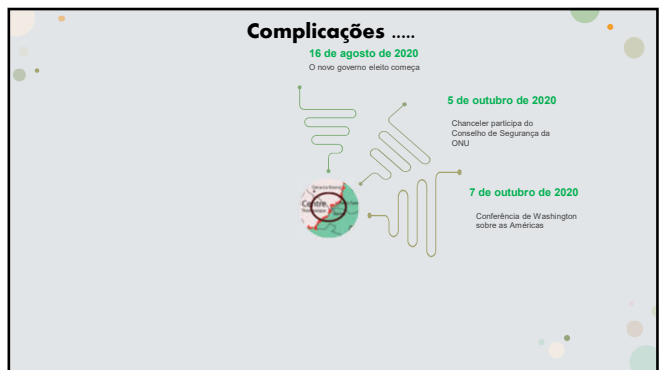 Complicações .....
16 de agosto de 2020
O novo governo eleito começa
5 de outubro de 2020
Chanceler participa do
Conselho de Segurança da
ONU
7 de outubro de 2020
Conferência de Washington
sobre as Américas
Centre